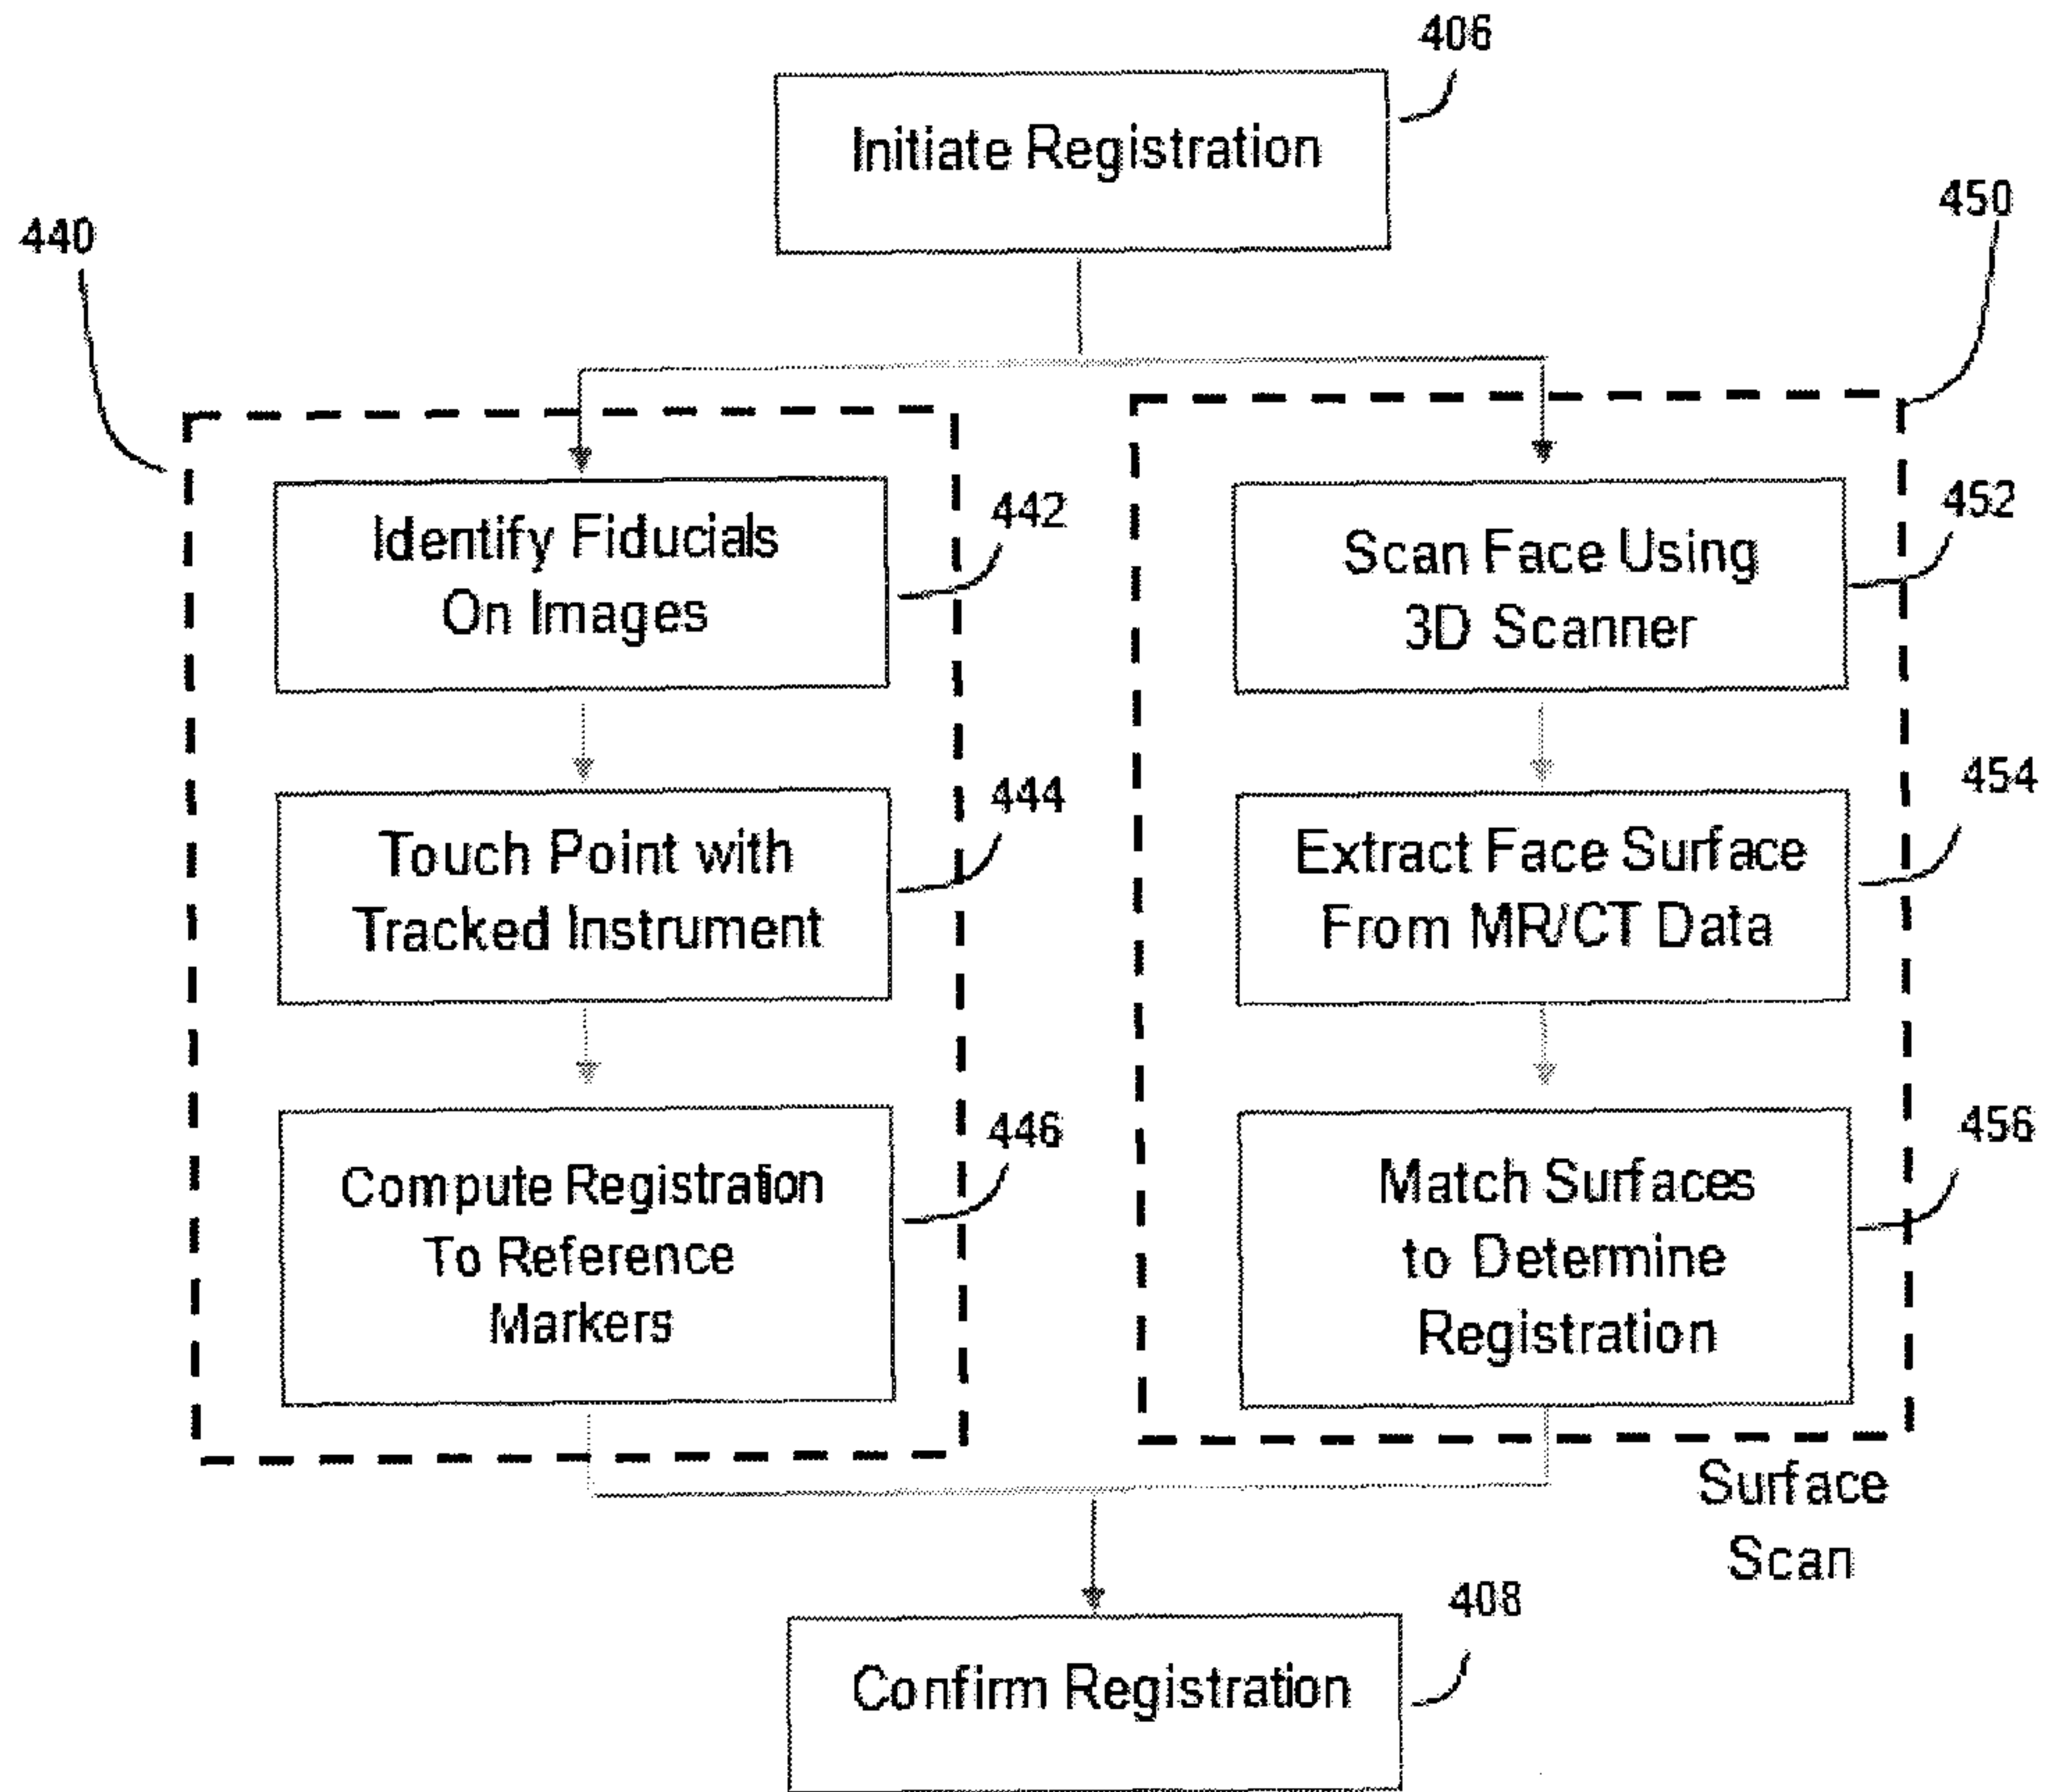 406
Initiate Registration
440
450
Identify Fiducials
On Images
442
Touch Point with
Tracked Instrument
444
Compute Registration
To Reference
Markers
446
Scan Face Using
3D Scanner
452
Extract Face Surface
From MR/CT Data
454
Match Surfaces
to Determine
Registration
456
Surface
Scan
Confirm Registration
408